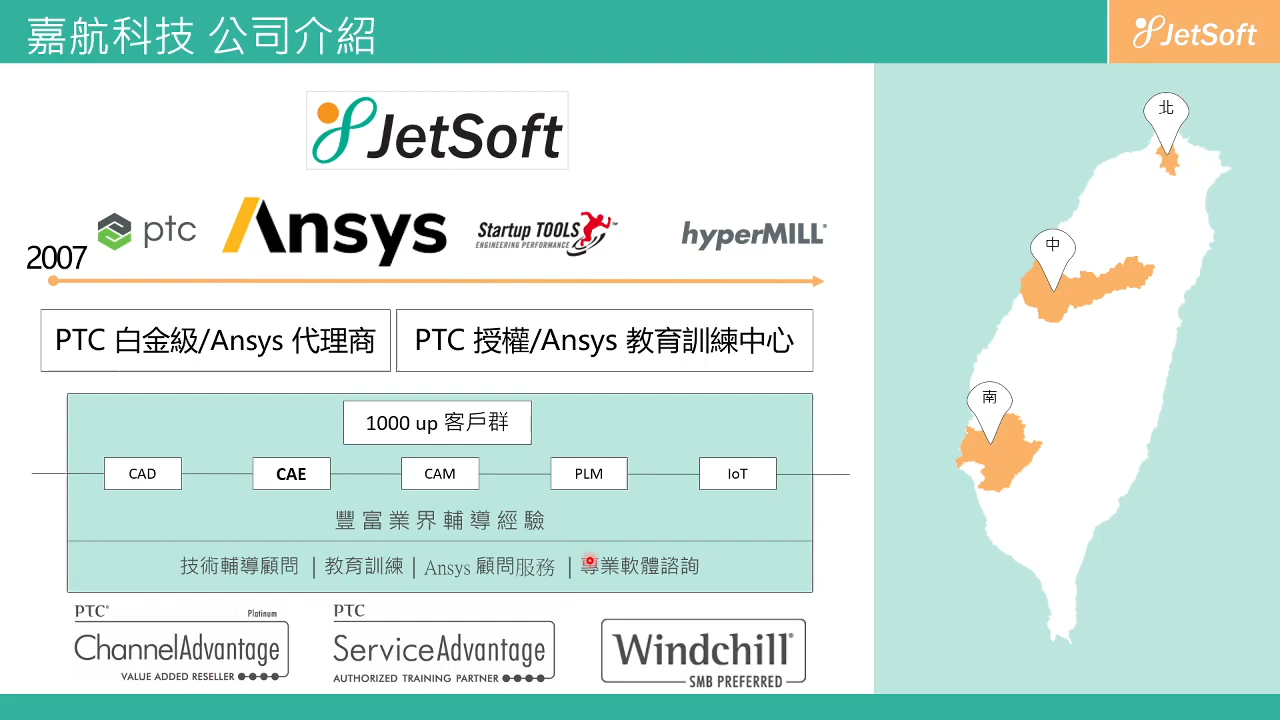 嘉航科技 公司介紹
JetSoft
JetSoft
ptc
Ansys
Startup TOOLS™
ENGINEERING PERFORMANCE
hyperMILL®
2007
PTC 白金級/Ansys 代理商
PTC 授權/Ansys 教育訓練中心
1000 up 客戶群
CAD
CAE
CAM
PLM
IoT
豐富業界輔導經驗
技術輔導顧問 | 教育訓練 | Ansys 顧問服務 | 專業軟體諮詢
PTC® Platinum
ChannelAdvantage
VALUE ADDED RESELLER
PTC
ServiceAdvantage
AUTHORIZED TRAINING PARTNER
Windchill®
SMB PREFERRED
北
中
南